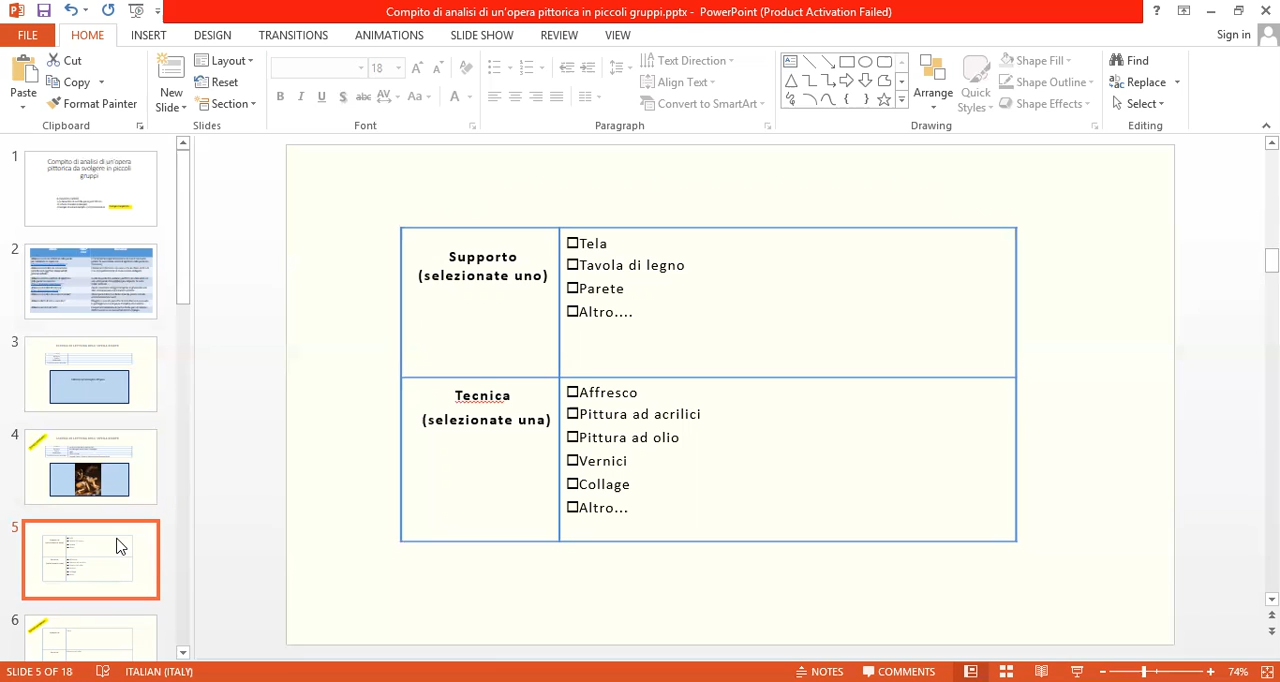 Compito di analisi di un'opera pittorica in piccoli gruppi.pptx - PowerPoint (Product Activation Failed)
?
FILE HOME INSERT DESIGN TRANSITIONS ANIMATIONS SLIDE SHOW REVIEW VIEW Sign in
Paste
Cut
Copy
Format Painter
Clipboard
New Slide
Layout
Reset
Section
Slides
18
B I U S abc AV Aa A
Font
Text Direction
Align Text
Convert to SmartArt
Paragraph
Arrange
Quick Styles
Shape Fill
Shape Outline
Shape Effects
Drawing
Find
Replace
Select
Editing
1
Compito di analisi di un'opera
pittorica da svolgere in piccoli
gruppi
2
3
4
5
6
Supporto
(selezionate uno)
☐Tela
☐Tavola di legno
☐Parete
☐Altro....
Tecnica
(selezionate una)
☐Affresco
☐Pittura ad acrilici
☐Pittura ad olio
☐Vernici
☐Collage
☐Altro...
SLIDE 5 OF 18 ITALIAN (ITALY) NOTES COMMENTS 74%